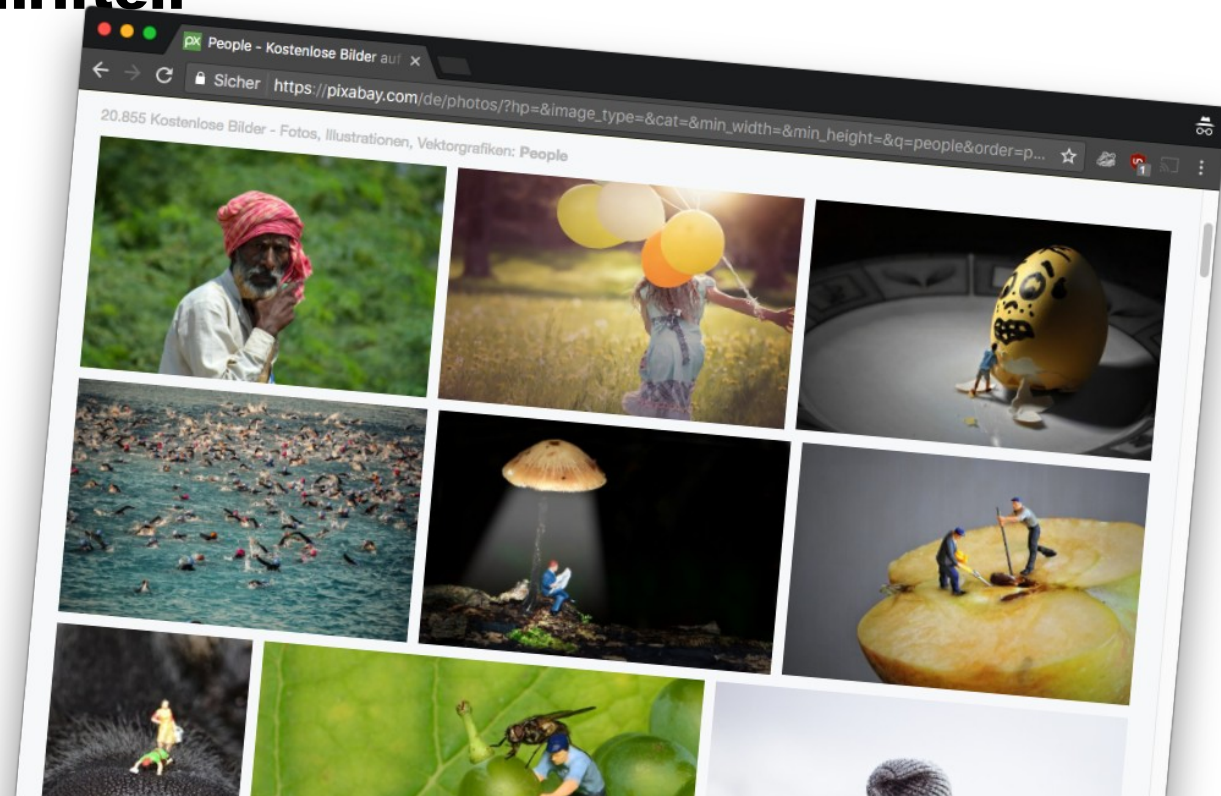 People - Kostenlose Bilder auf
Sicher https://pixabay.com/de/photos/?hp=&image_type=&cat=&min_width=&min_height=&q=people&order=p...
1
20.855 Kostenlose Bilder - Fotos, Illustrationen, Vektorgrafiken: People